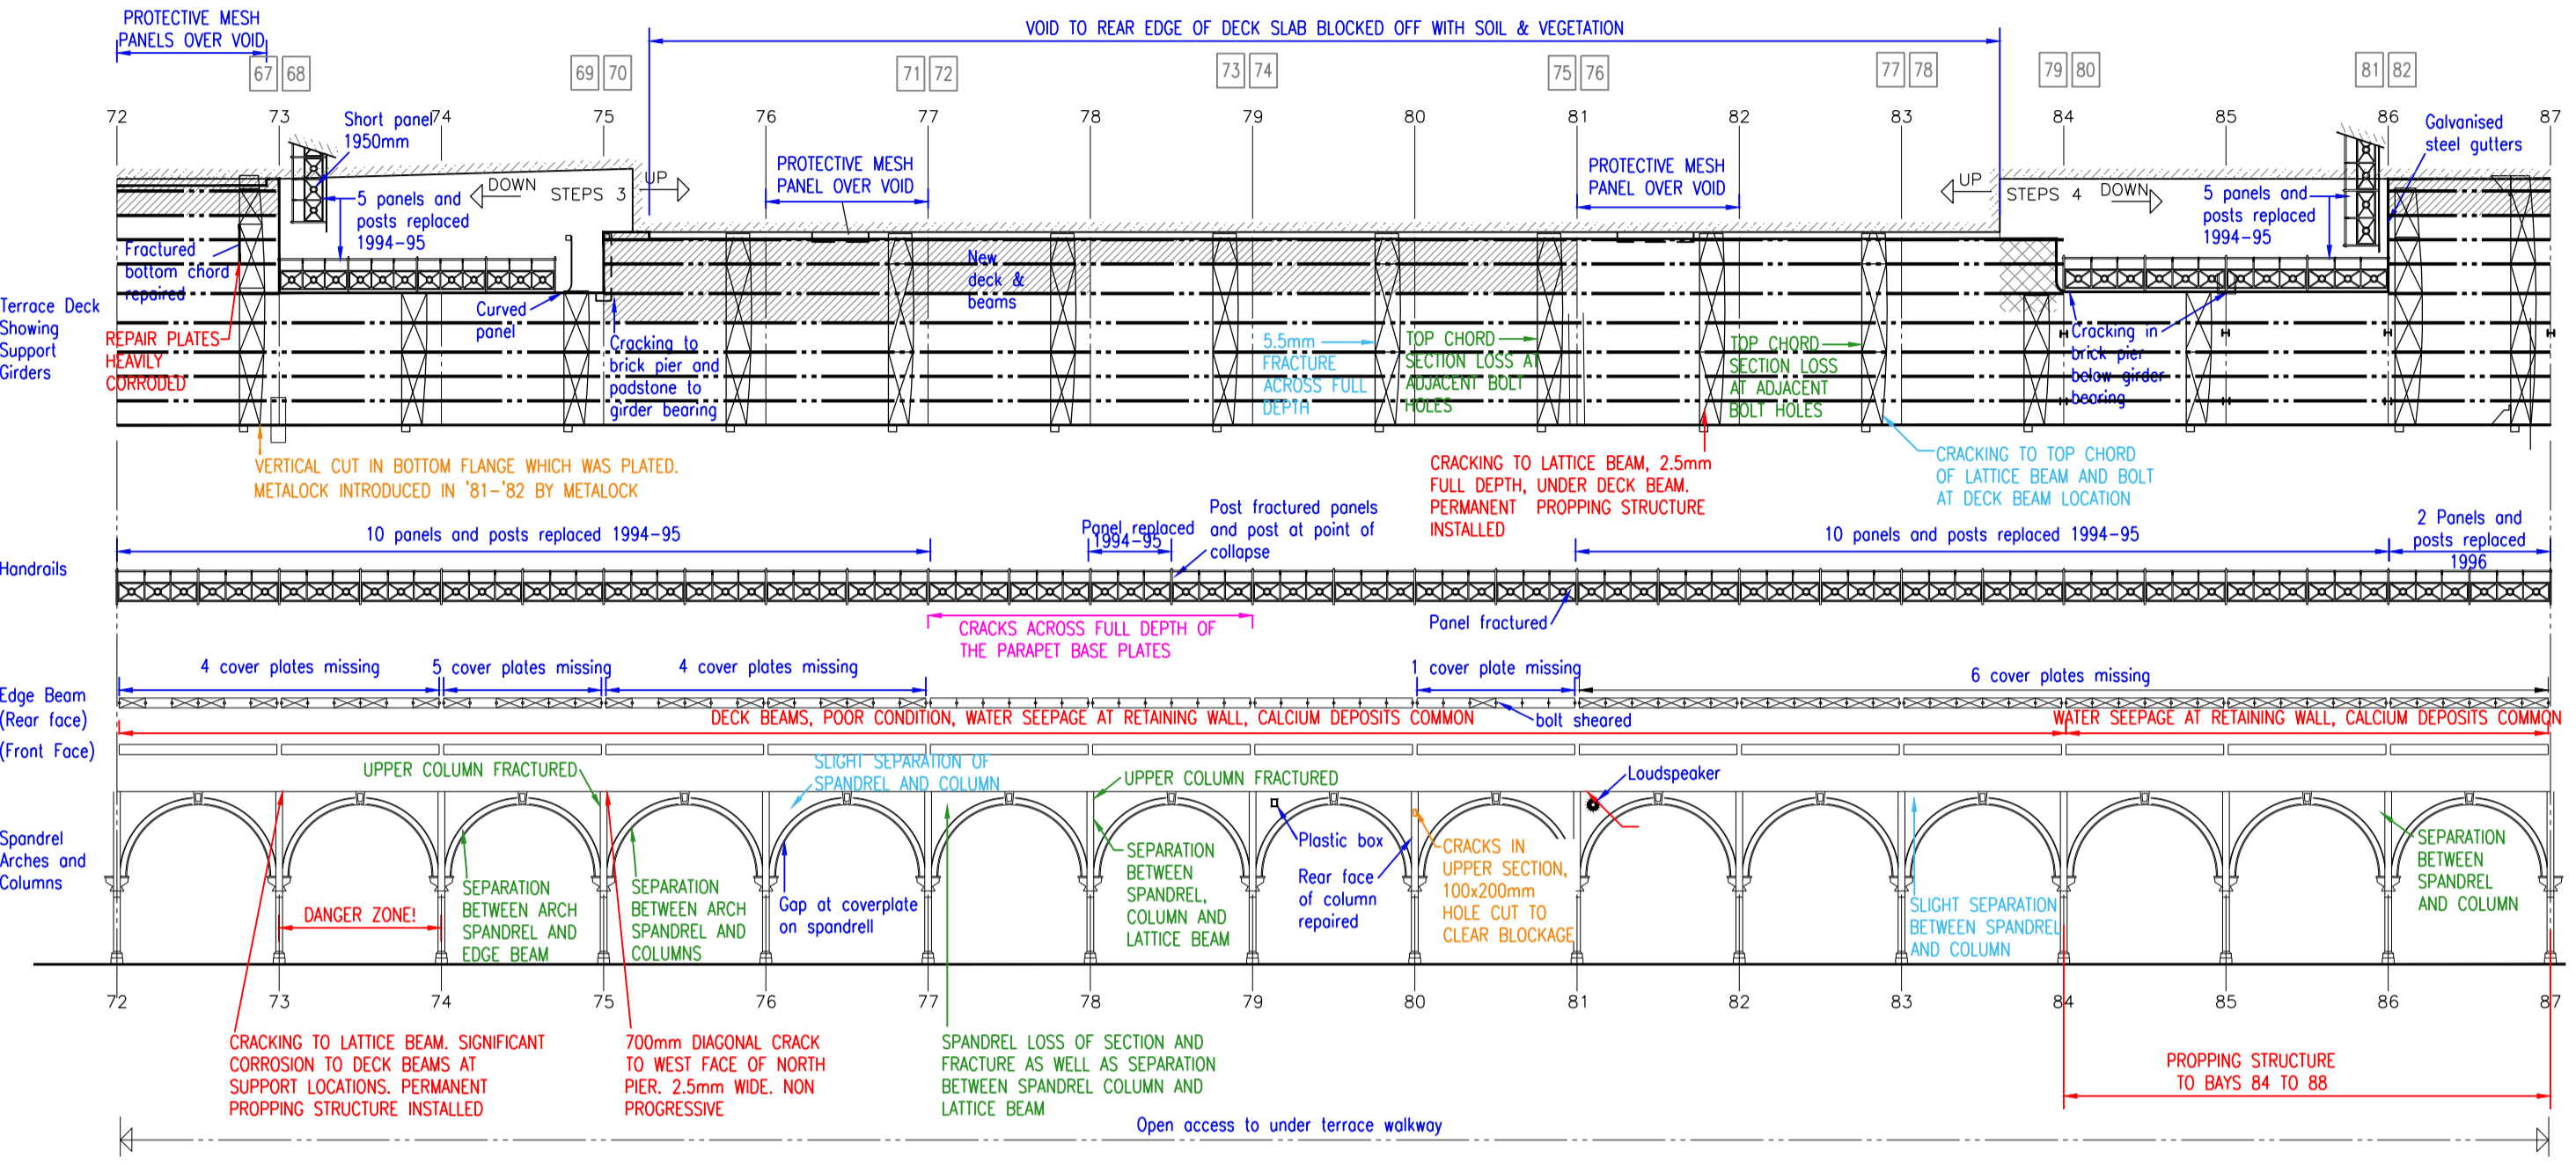 PROTECTIVE MESH
PANELS OVER VOID
VOID TO REAR EDGE OF DECK SLAB BLOCKED OFF WITH SOIL & VEGETATION
67 68 69 70 71 72 73 74 75 76 77 78 79 80 81 82
72 73 74 75 76 77 78 79 80 81 82 83 84 85 86 87
Short panel
1950mm
5 panels and
posts replaced
1994-95
DOWN
STEPS 3
UP
PROTECTIVE MESH
PANEL OVER VOID
PROTECTIVE MESH
PANEL OVER VOID
UP
STEPS 4
DOWN
5 panels and
posts replaced
1994-95
Galvanised
steel gutters
Fractured
bottom chord
repaired
New
deck &
beams
Terrace Deck
Showing
Support
Girders
REPAIR PLATES
HEAVILY
CORRODED
Curved
panel
Cracking to
brick pier and
padstone to
girder bearing
5.5mm
FRACTURE
ACROSS FULL
DEPTH
TOP CHORD
SECTION LOSS AT
ADJACENT BOLT
HOLES
TOP CHORD
SECTION LOSS
AT ADJACENT
BOLT HOLES
Cracking in
brick pier
below girder
bearing
VERTICAL CUT IN BOTTOM FLANGE WHICH WAS PLATED.
METALOCK INTRODUCED IN '81-'82 BY METALOCK
CRACKING TO LATTICE BEAM, 2.5mm
FULL DEPTH, UNDER DECK BEAM.
PERMANENT PROPPING STRUCTURE
INSTALLED
CRACKING TO TOP CHORD
OF LATTICE BEAM AND BOLT
AT DECK BEAM LOCATION
10 panels and posts replaced 1994-95
Panel replaced
1994-95
Post fractured panels
and post at point of
collapse
10 panels and posts replaced 1994-95
2 Panels and
posts replaced
1996
Handrails
CRACKS ACROSS FULL DEPTH OF
THE PARAPET BASE PLATES
Panel fractured
4 cover plates missing
5 cover plates missing
4 cover plates missing
1 cover plate missing
6 cover plates missing
Edge Beam
(Rear face)
(Front Face)
DECK BEAMS, POOR CONDITION, WATER SEEPAGE AT RETAINING WALL, CALCIUM DEPOSITS COMMON
bolt sheared
WATER SEEPAGE AT RETAINING WALL, CALCIUM DEPOSITS COMMON
UPPER COLUMN FRACTURED
SLIGHT SEPARATION OF
SPANDREL AND COLUMN
UPPER COLUMN FRACTURED
Loudspeaker
Spandrel
Arches and
Columns
DANGER ZONE!
SEPARATION
BETWEEN ARCH
SPANDREL AND
EDGE BEAM
SEPARATION
BETWEEN ARCH
SPANDREL AND
COLUMNS
Gap at coverplate
on spandrell
SEPARATION
BETWEEN
SPANDREL,
COLUMN AND
LATTICE BEAM
Plastic box
Rear face
of column
repaired
CRACKS IN
UPPER SECTION,
100x200mm
HOLE CUT TO
CLEAR BLOCKAGE
SLIGHT SEPARATION
BETWEEN SPANDREL
AND COLUMN
SEPARATION
BETWEEN
SPANDREL
AND COLUMN
72 73 74 75 76 77 78 79 80 81 82 83 84 85 86 87
CRACKING TO LATTICE BEAM. SIGNIFICANT
CORROSION TO DECK BEAMS AT
SUPPORT LOCATIONS. PERMANENT
PROPPING STRUCTURE INSTALLED
700mm DIAGONAL CRACK
TO WEST FACE OF NORTH
PIER. 2.5mm WIDE. NON
PROGRESSIVE
SPANDREL LOSS OF SECTION AND
FRACTURE AS WELL AS SEPARATION
BETWEEN SPANDREL COLUMN AND
LATTICE BEAM
PROPPING STRUCTURE
TO BAYS 84 TO 88
Open access to under terrace walkway